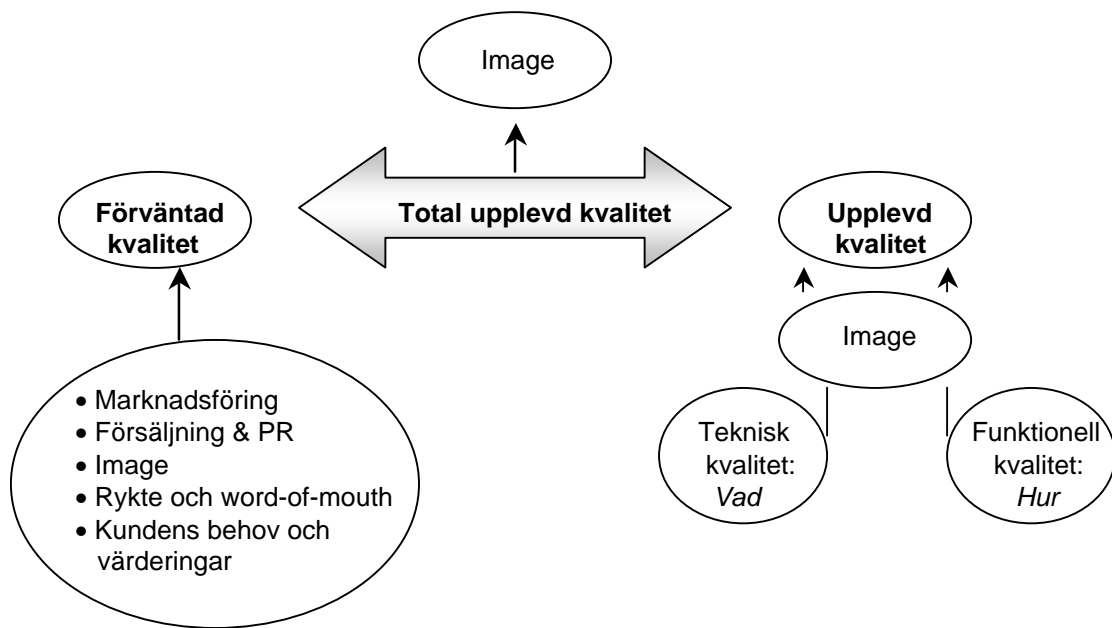 Image
Förväntad
kvalitet
Total upplevd kvalitet
Upplevd
kvalitet
Image
• Marknadsföring
• Försäljning & PR
• Image
• Rykte och word-of-mouth
• Kundens behov och
värderingar
Teknisk
kvalitet:
Vad
Funktionell
kvalitet:
Hur